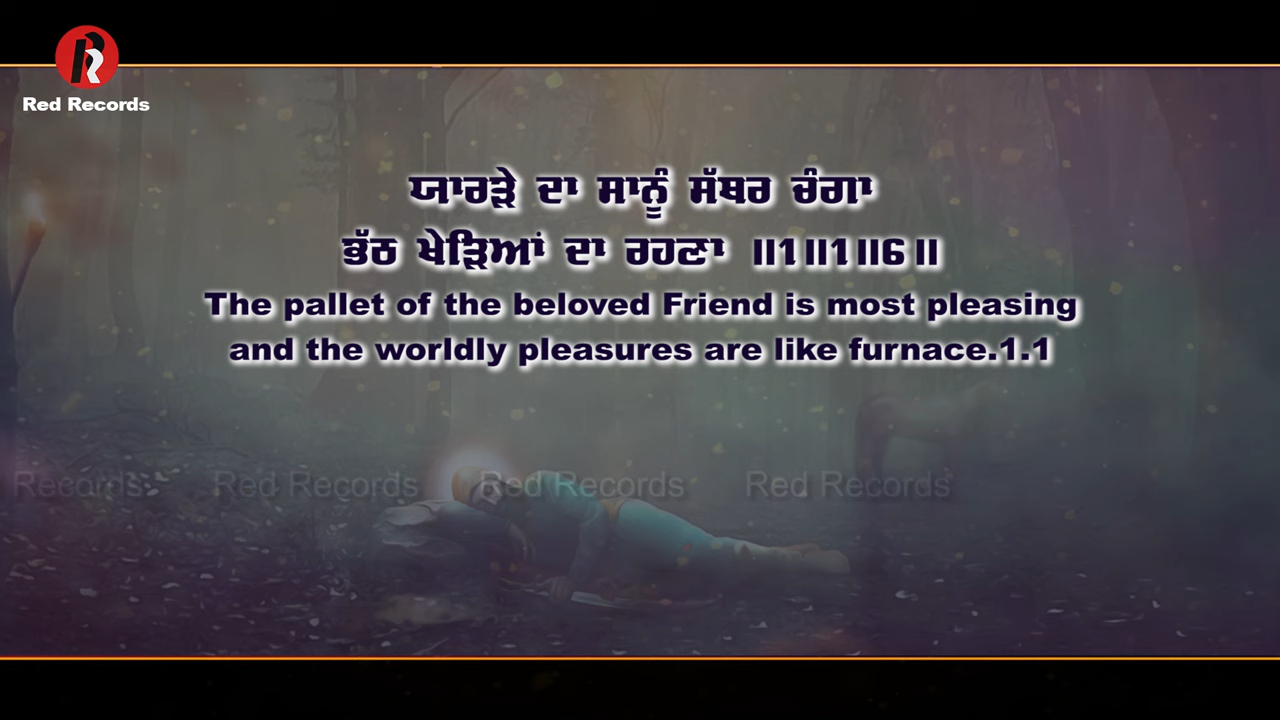 Red Records
ਯਾਰੜੇ ਦਾ ਸਾਨੂੰ ਸੱਥਰ ਚੰਗਾ
ਭੱਠ ਖੇੜਿਆਂ ਦਾ ਰਹਣਾ ॥1॥1॥6॥
The pallet of the beloved Friend is most pleasing
and the worldly pleasures are like furnace.1.1
Records Red Records Red Records Red Records